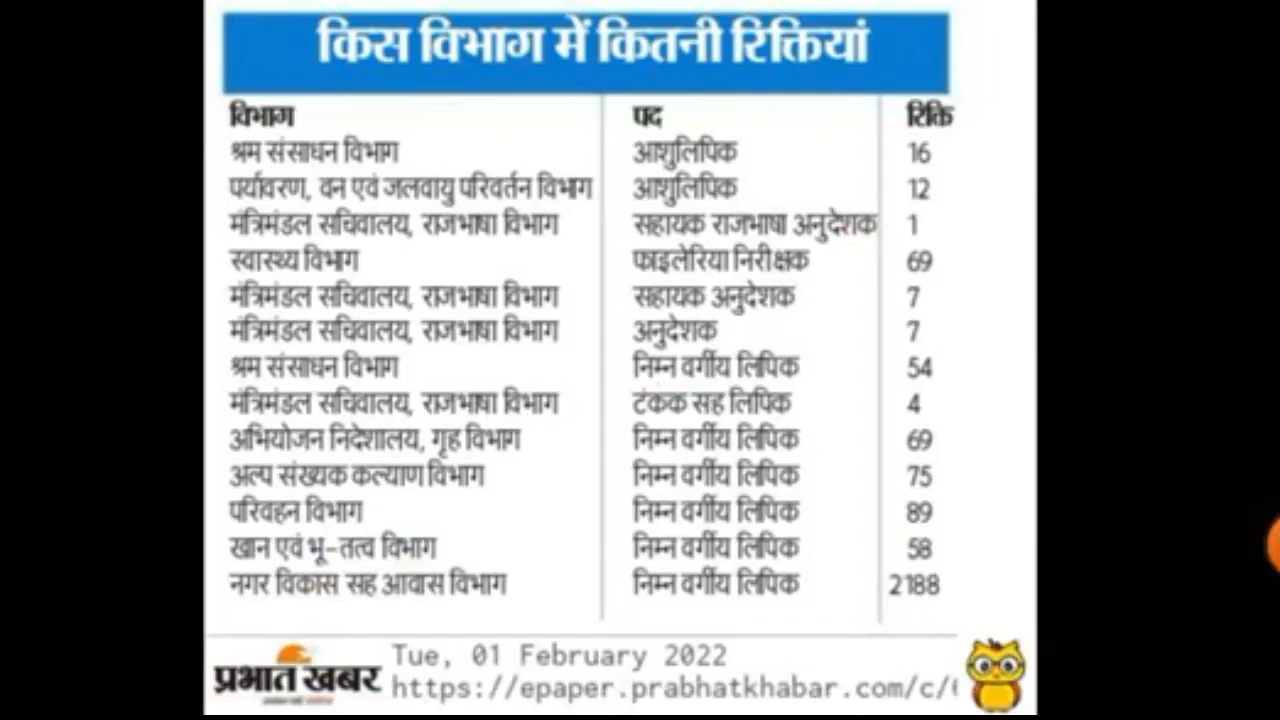 किस विभाग में कितनी रिक्तियां
विभाग पद रिक्ति
श्रम संसाधन विभाग आशुलिपिक 16
पर्यावरण, वन एवं जलवायु परिवर्तन विभाग आशुलिपिक 12
मंत्रिमंडल सचिवालय, राजभाषा विभाग सहायक राजभाषा अनुदेशक 1
स्वास्थ्य विभाग फाइलेरिया निरीक्षक 69
मंत्रिमंडल सचिवालय, राजभाषा विभाग सहायक अनुदेशक 7
मंत्रिमंडल सचिवालय, राजभाषा विभाग अनुदेशक 7
श्रम संसाधन विभाग निम्न वर्गीय लिपिक 54
मंत्रिमंडल सचिवालय, राजभाषा विभाग टंकक सह लिपिक 4
अभियोजन निदेशालय, गृह विभाग निम्न वर्गीय लिपिक 69
अल्प संख्यक कल्याण विभाग निम्न वर्गीय लिपिक 75
परिवहन विभाग निम्न वर्गीय लिपिक 89
खान एवं भू-तत्व विभाग निम्न वर्गीय लिपिक 58
नगर विकास सह आवास विभाग निम्न वर्गीय लिपिक 2188
प्रभात खबर
Tue, 01 February 2022
https://epaper.prabhatkhabar.com/c/